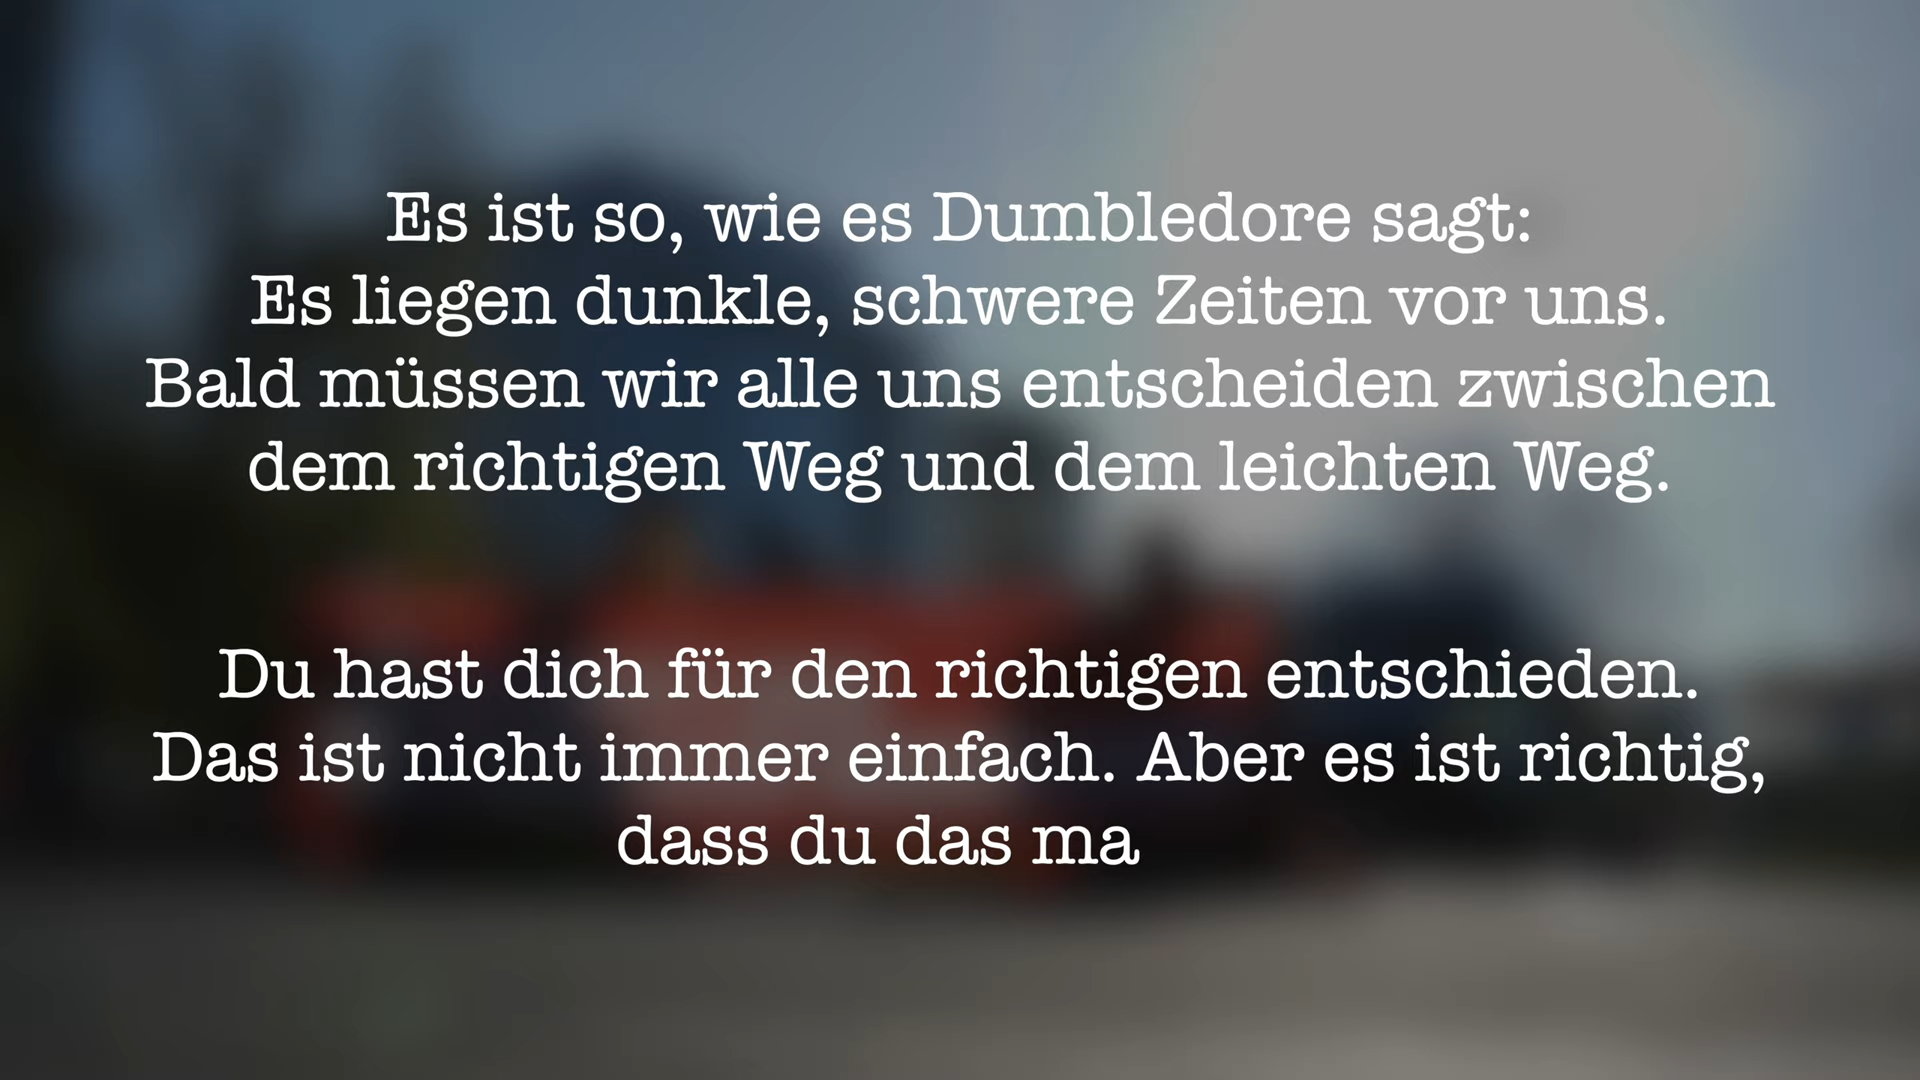 Es ist so, wie es Dumbledore sagt:
Es liegen dunkle, schwere Zeiten vor uns.
Bald müssen wir alle uns entscheiden zwischen
dem richtigen Weg und dem leichten Weg.
Du hast dich für den richtigen entschieden.
Das ist nicht immer einfach. Aber es ist richtig,
dass du das ma